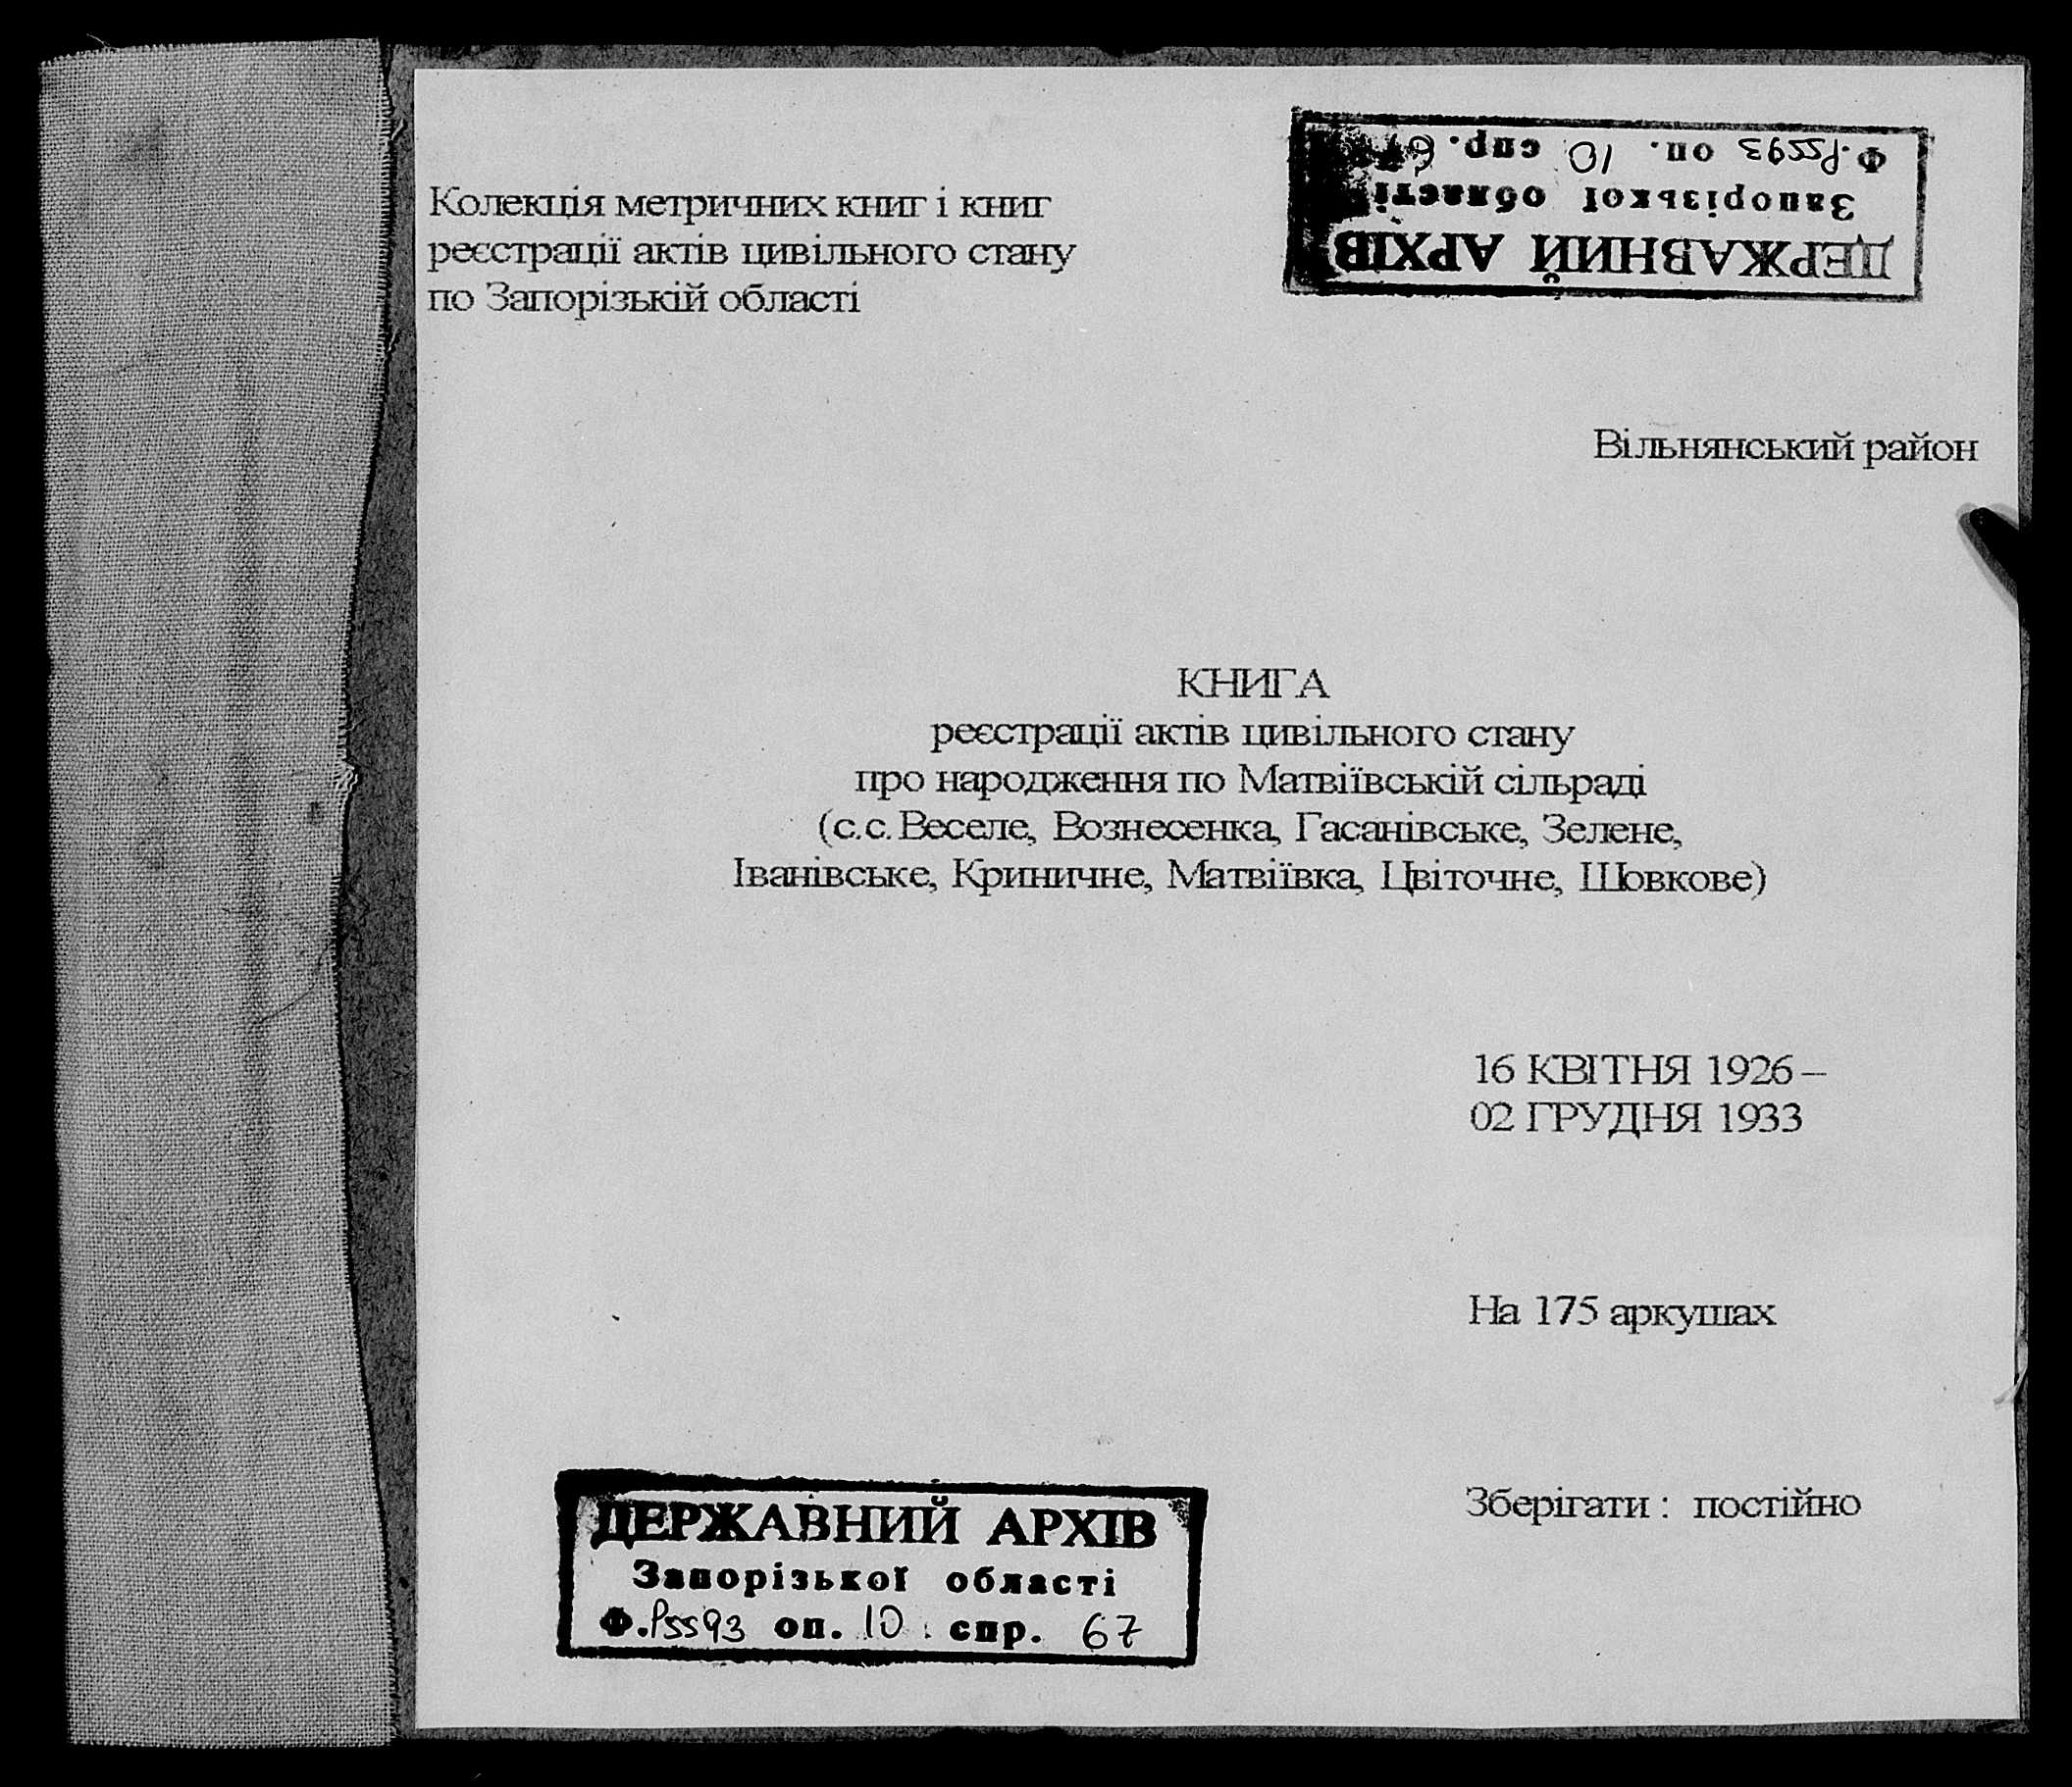 Колекція метричних книг і книг
реєстрації актів цивільного стану
по Запорізькій області
ДЕРЖАВНИЙ АРХІВ
Запорізької області
Ф.Р5593 оп. 10 спр. 67
Вільнянський район
КНИГА
реєстрації актів цивільного стану
про народження по Матвіївській сільраді
(с.с. Веселе, Вознесенка, Гасанівське, Зелене,
Іванівське, Криничне, Матвіївка, Цвіточне, Шовкове)
16 КВІТНЯ 1926 –
02 ГРУДНЯ 1933
На 175 аркушах
Зберігати : постійно
ДЕРЖАВНИЙ АРХІВ
Запорізької області
Ф.Р5593 оп. 10 спр. 67